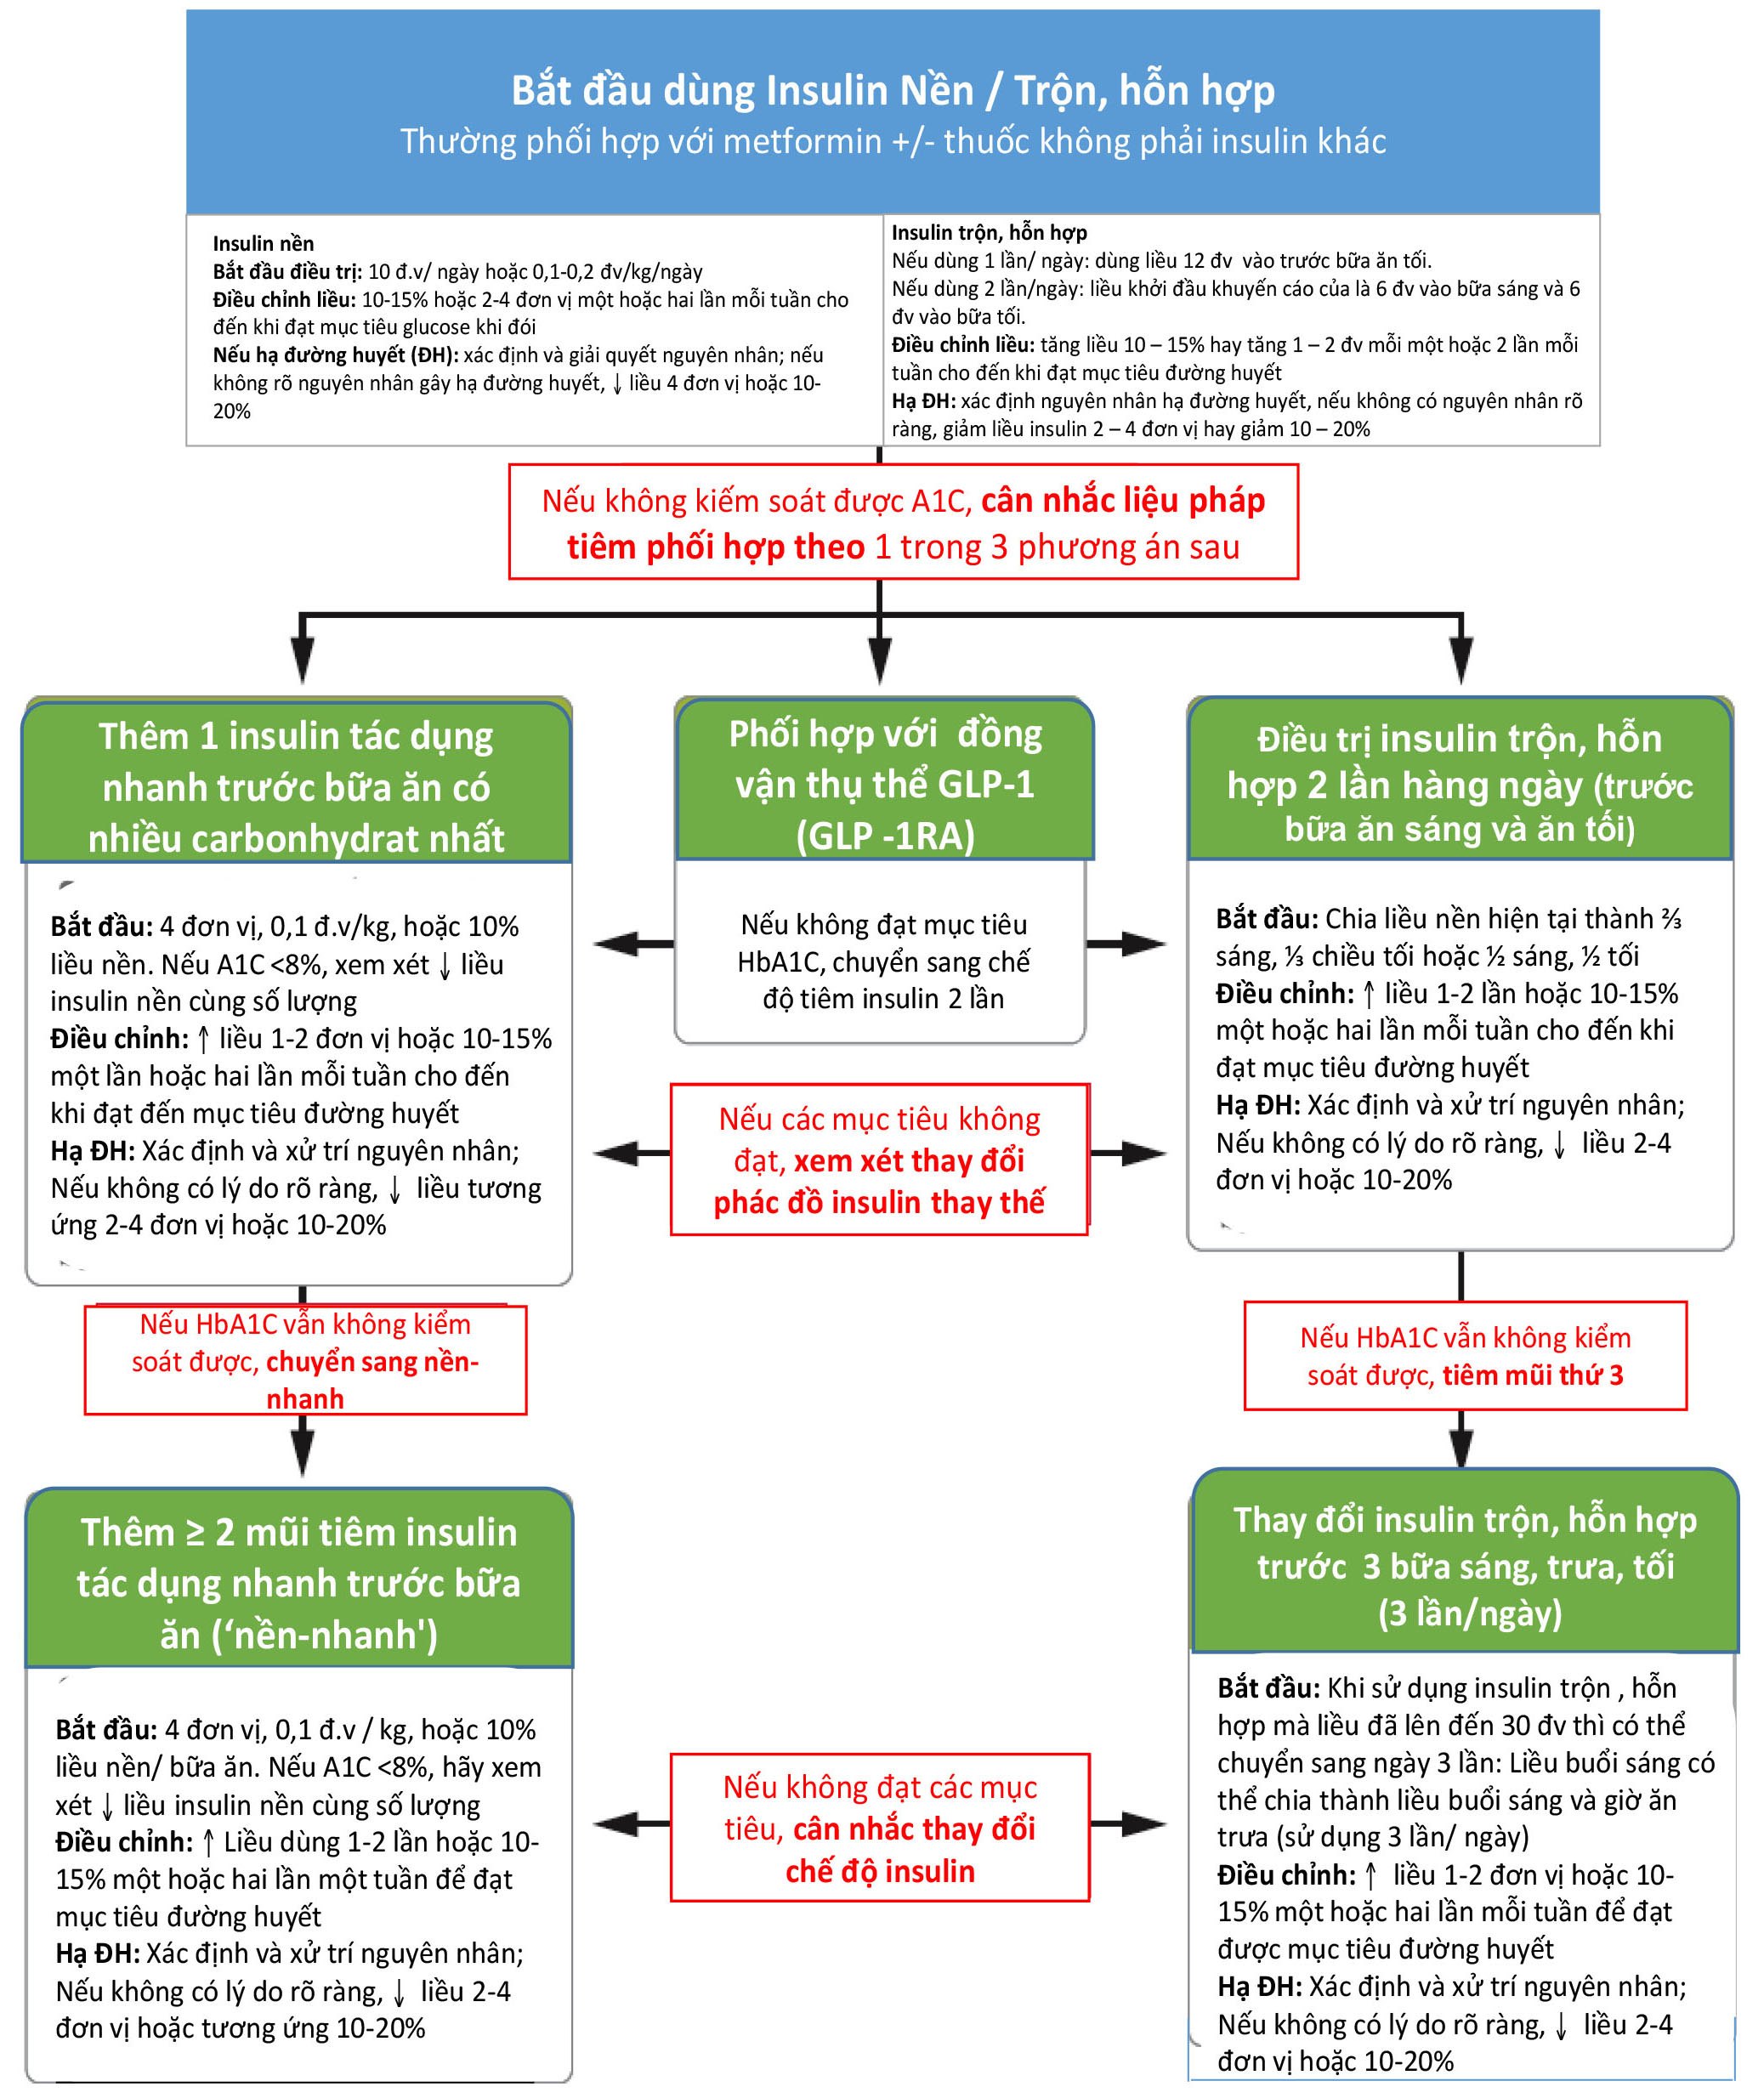 Bắt đầu dùng Insulin Nền / Trộn, hỗn hợp
Thường phối hợp với metformin +/- thuốc không phải insulin khác
Insulin nền
Bắt đầu điều trị: 10 đ.v/ ngày hoặc 0,1-0,2 đv/kg/ngày
Điều chỉnh liều: 10-15% hoặc 2-4 đơn vị một hoặc hai lần mỗi tuần cho
đến khi đạt mục tiêu glucose khi đói
Nếu hạ đường huyết (ĐH): xác định và giải quyết nguyên nhân; nếu
không rõ nguyên nhân gây hạ đường huyết, ↓ liều 4 đơn vị hoặc 10-
20%
Insulin trộn, hỗn hợp
Nếu dùng 1 lần/ ngày: dùng liều 12 đv vào trước bữa ăn tối.
Nếu dùng 2 lần/ngày: liều khởi đầu khuyến cáo của là 6 đv vào bữa sáng và 6
đv vào bữa tối.
Điều chỉnh liều: tăng liều 10 – 15% hay tăng 1 – 2 đv mỗi một hoặc 2 lần mỗi
tuần cho đến khi đạt mục tiêu đường huyết
Hạ ĐH: xác định nguyên nhân hạ đường huyết, nếu không có nguyên nhân rõ
ràng, giảm liều insulin 2 – 4 đơn vị hay giảm 10 – 20%
Nếu không kiểm soát được A1C, cân nhắc liệu pháp
tiêm phối hợp theo 1 trong 3 phương án sau
Thêm 1 insulin tác dụng
nhanh trước bữa ăn có
nhiều carbonhydrat nhất
Bắt đầu: 4 đơn vị, 0,1 đ.v/kg, hoặc 10%
liều nền. Nếu A1C <8%, xem xét ↓ liều
insulin nền cùng số lượng
Điều chỉnh: ↑ liều 1-2 đơn vị hoặc 10-15%
một lần hoặc hai lần mỗi tuần cho đến
khi đạt đến mục tiêu đường huyết
Hạ ĐH: Xác định và xử trí nguyên nhân;
Nếu không có lý do rõ ràng, ↓ liều tương
ứng 2-4 đơn vị hoặc 10-20%
Phối hợp với đồng
vận thụ thể GLP-1
(GLP -1RA)
Nếu không đạt mục tiêu
HbA1C, chuyển sang chế
độ tiêm insulin 2 lần
Điều trị insulin trộn, hỗn
hợp 2 lần hàng ngày (trước
bữa ăn sáng và ăn tối)
Bắt đầu: Chia liều nền hiện tại thành ⅔
sáng, ⅓ chiều tối hoặc ½ sáng, ½ tối
Điều chỉnh: ↑ liều 1-2 lần hoặc 10-15%
một hoặc hai lần mỗi tuần cho đến khi
đạt mục tiêu đường huyết
Hạ ĐH: Xác định và xử trí nguyên nhân;
Nếu không có lý do rõ ràng, ↓ liều 2-4
đơn vị hoặc 10-20%
Nếu các mục tiêu không
đạt, xem xét thay đổi
phác đồ insulin thay thế
Nếu HbA1C vẫn không kiểm
soát được, chuyển sang nền-
nhanh
Nếu HbA1C vẫn không kiểm
soát được, tiêm mũi thứ 3
Thêm ≥ 2 mũi tiêm insulin
tác dụng nhanh trước bữa
ăn (‘nền-nhanh')
Bắt đầu: 4 đơn vị, 0,1 đ.v / kg, hoặc 10%
liều nền/ bữa ăn. Nếu A1C <8%, hãy xem
xét ↓ liều insulin nền cùng số lượng
Điều chỉnh: ↑ Liều dùng 1-2 lần hoặc 10-
15% một hoặc hai lần một tuần để đạt
mục tiêu đường huyết
Hạ ĐH: Xác định và xử trí nguyên nhân;
Nếu không có lý do rõ ràng, ↓ liều 2-4
đơn vị hoặc tương ứng 10-20%
Nếu không đạt các mục
tiêu, cân nhắc thay đổi
chế độ insulin
Thay đổi insulin trộn, hỗn hợp
trước 3 bữa sáng, trưa, tối
(3 lần/ngày)
Bắt đầu: Khi sử dụng insulin trộn , hỗn
hợp mà liều đã lên đến 30 đv thì có thể
chuyển sang ngày 3 lần: Liều buổi sáng có
thể chia thành liều buổi sáng và giờ ăn
trưa (sử dụng 3 lần/ ngày)
Điều chỉnh: ↑ liều 1-2 đơn vị hoặc 10-
15% một hoặc hai lần mỗi tuần để đạt
được mục tiêu đường huyết
Hạ ĐH: Xác định và xử trí nguyên nhân;
Nếu không có lý do rõ ràng, ↓ liều 2-4
đơn vị hoặc 10-20%